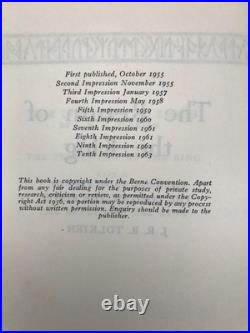 First published, October 1955
Second Impression November 1955
Third Impression January 1957
Fourth Impression May 1958
Fifth Impression 1959
Sixth Impression 1960
Seventh Impression 1961
Eighth Impression 1961
Ninth Impression 1962
Tenth Impression 1963
This book is copyright under the Berne Convention. Apart
from any fair dealing for the purposes of private study,
research, criticism or review, as permitted under the Copy-
right Act 1956, no portion may be reproduced by any process
without written permission. Enquiry should be made to the
publisher.
J. R. R. TOLKIEN